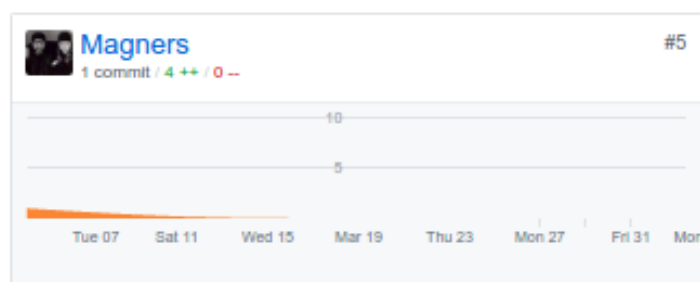 Magners
#5
1 commit / 4 ++ / 0 --
10
5
Tue 07 Sat 11 Wed 15 Mar 19 Thu 23 Mon 27 Fri 31 Mon